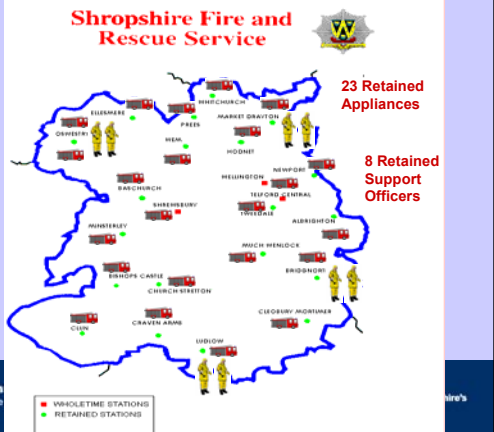 Shropshire Fire and
Rescue Service
23 Retained
Appliances
8 Retained
Support
Officers
WHITCHURCH
ELLESMERE
MARKET DRAYTON
PREES
OSWESTRY
WEM
HODNET
NEWPORT
WELLINGTON
BASCHURCH
TELFORD CENTRAL
SHREWSBURY
TWEEDALE
ALBRIGHTON
MINSTERLEY
MUCH WENLOCK
BISHOPS CASTLE
BRIDGNORTH
CHURCH STRETTON
CLUN
CRAVEN ARMS
CLEOBURY MORTIMER
LUDLOW
WHOLETIME STATIONS
RETAINED STATIONS